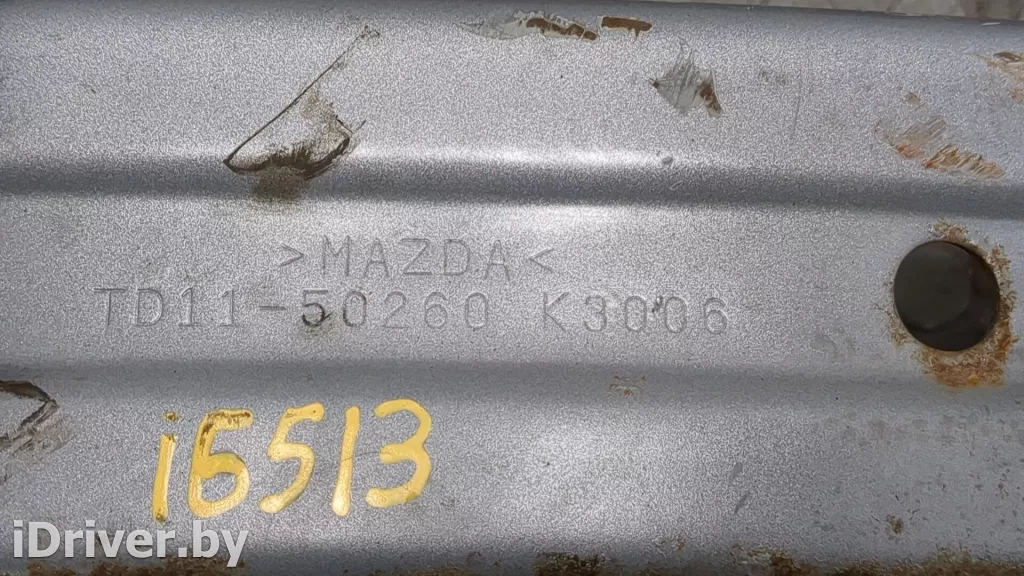 >MAZDA<
TD11-50260 K3006
i6513
iDriver.by